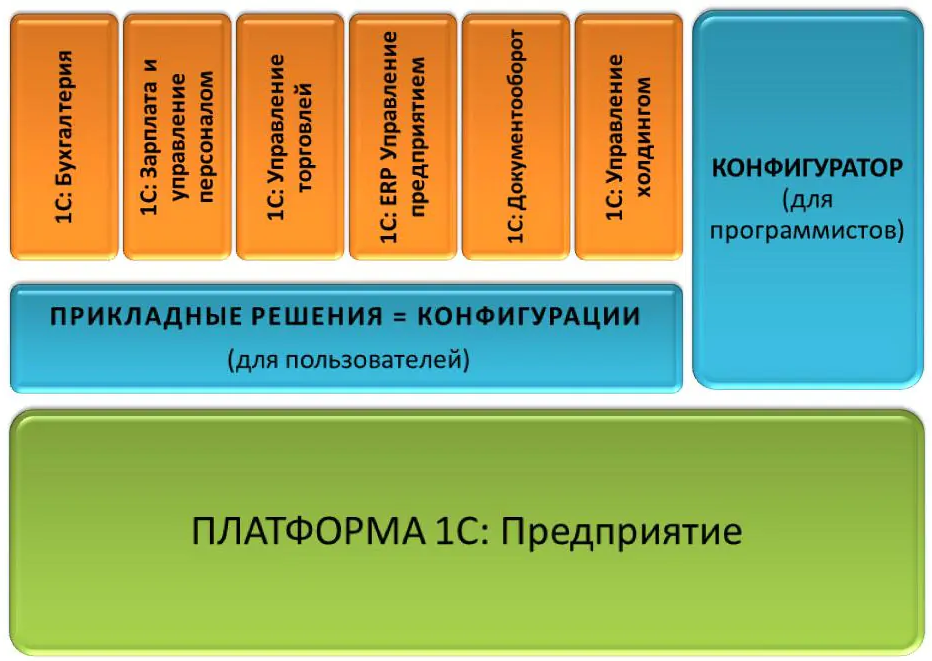 1С: Бухгалтерия
1С: Зарплата и
управление
персоналом
1С: Управление
торговлей
1С: ERP Управление
предприятием
1С: Документооборот
1С: Управление
холдингом
КОНФИГУРАТОР
(для
программистов)
ПРИКЛАДНЫЕ РЕШЕНИЯ = КОНФИГУРАЦИИ
(для пользователей)
ПЛАТФОРМА 1С: Предприятие